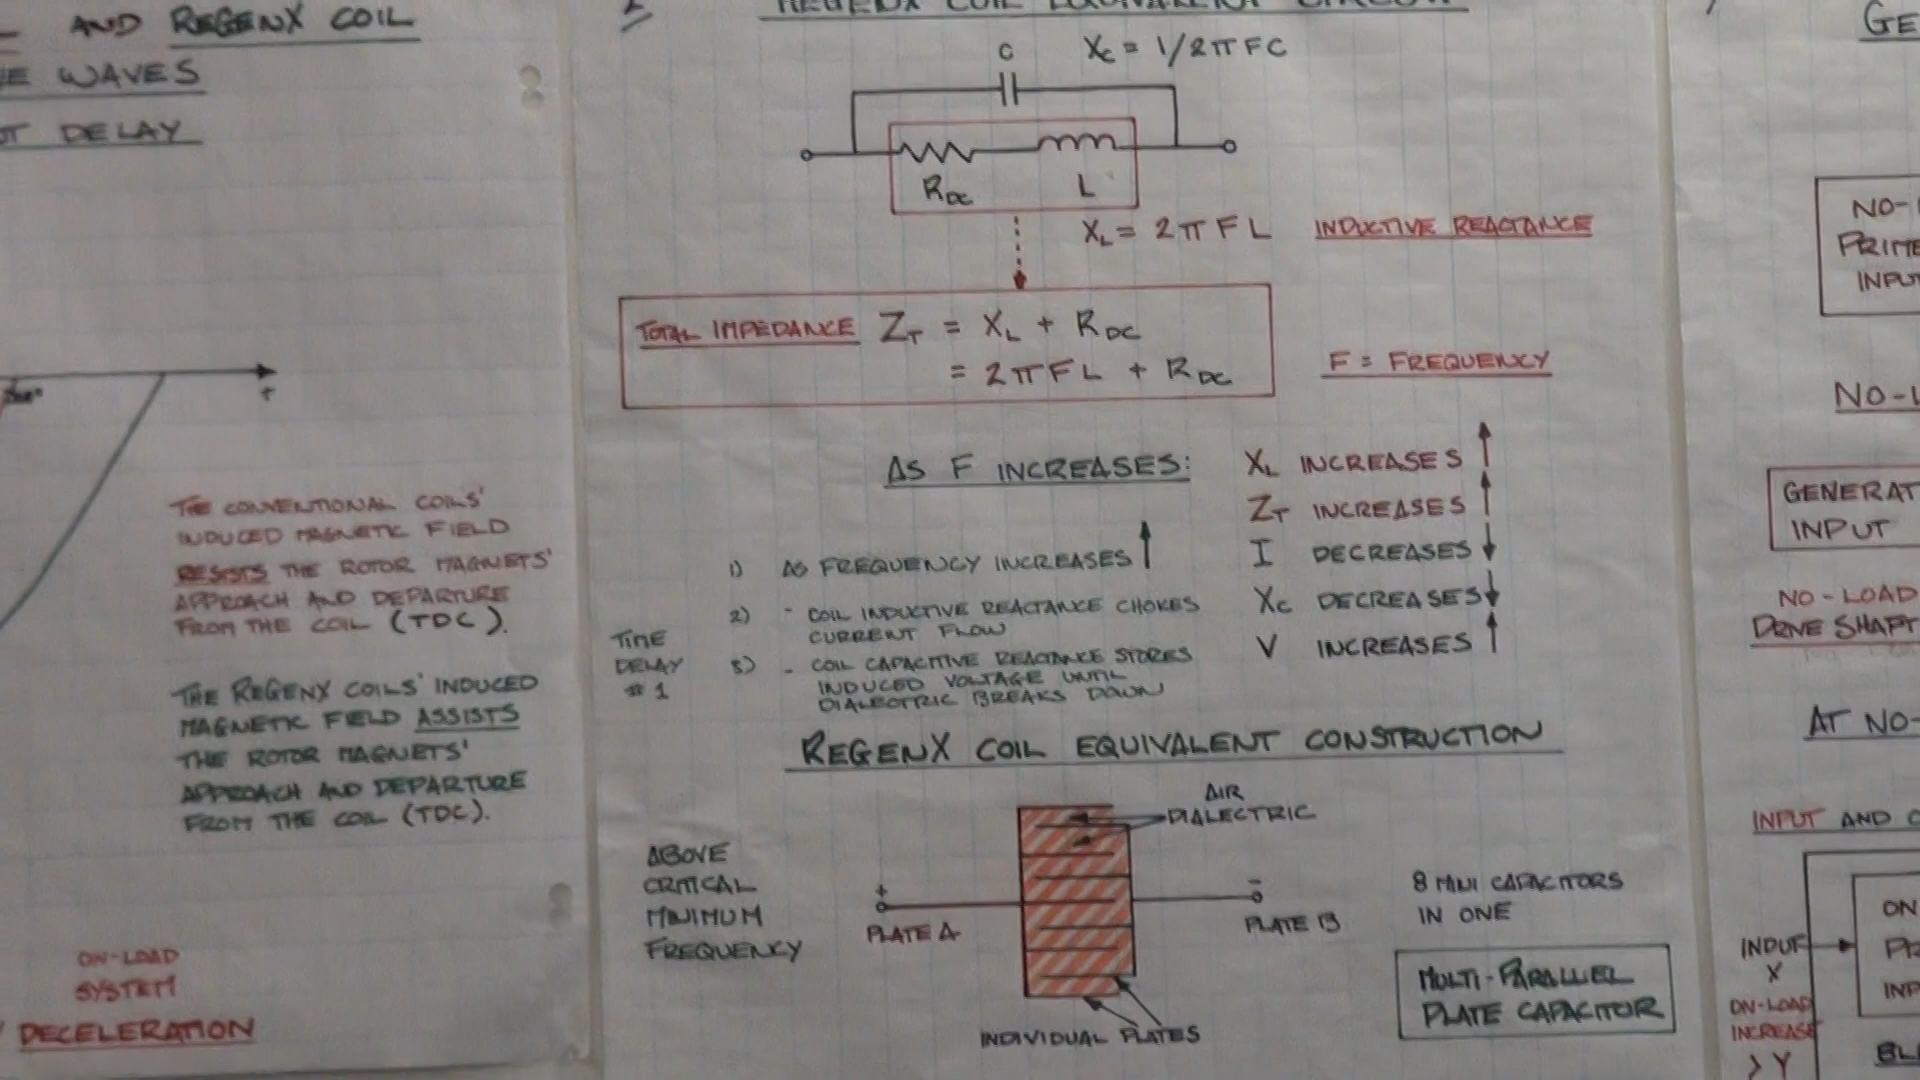 AND REGENX COIL
WAVES
DELAY
t
THE CONVENTIONAL COILS'
INDUCED MAGNETIC FIELD
RESISTS THE ROTOR MAGNETS'
APPROACH AND DEPARTURE
FROM THE COIL (TDC).
THE REGENX COILS' INDUCED
MAGNETIC FIELD ASSISTS
THE ROTOR MAGNETS'
APPROACH AND DEPARTURE
FROM THE COIL (TDC).
ON-LOAD
SYSTEM
DECELERATION
REGENX COIL EQUIVALENT CIRCUIT
C
Xc = 1/2πFC
RDC
L
XL = 2πFL INDUCTIVE REACTANCE
TOTAL IMPEDANCE ZT = XL + RDC
= 2πFL + RDC
F = FREQUENCY
AS F INCREASES:
XL INCREASES ↑
ZT INCREASES ↑
I DECREASES ↓
Xc DECREASES ↓
V INCREASES ↑
TIME
DELAY
#1
1) AS FREQUENCY INCREASES ↑
2) - COIL INDUCTIVE REACTANCE CHOKES
CURRENT FLOW
3) - COIL CAPACITIVE REACTANCE STORES
INDUCED VOLTAGE UNTIL
DIALECTRIC BREAKS DOWN
REGENX COIL EQUIVALENT CONSTRUCTION
AIR
DIALECTRIC
ABOVE
CRITICAL
MINIMUM
FREQUENCY
+
PLATE A
-
PLATE B
8 MINI CAPACITORS
IN ONE
INDIVIDUAL PLATES
MULTI-PARALLEL
PLATE CAPACITOR
GE
NO-
PRIME
INPUT
NO-L
GENERAT
INPUT
NO-LOAD
DRIVE SHAFT
AT NO-
INPUT AND
INPUT
X
ON-LOAD
INCREASE
> Y
ON
INP
BL